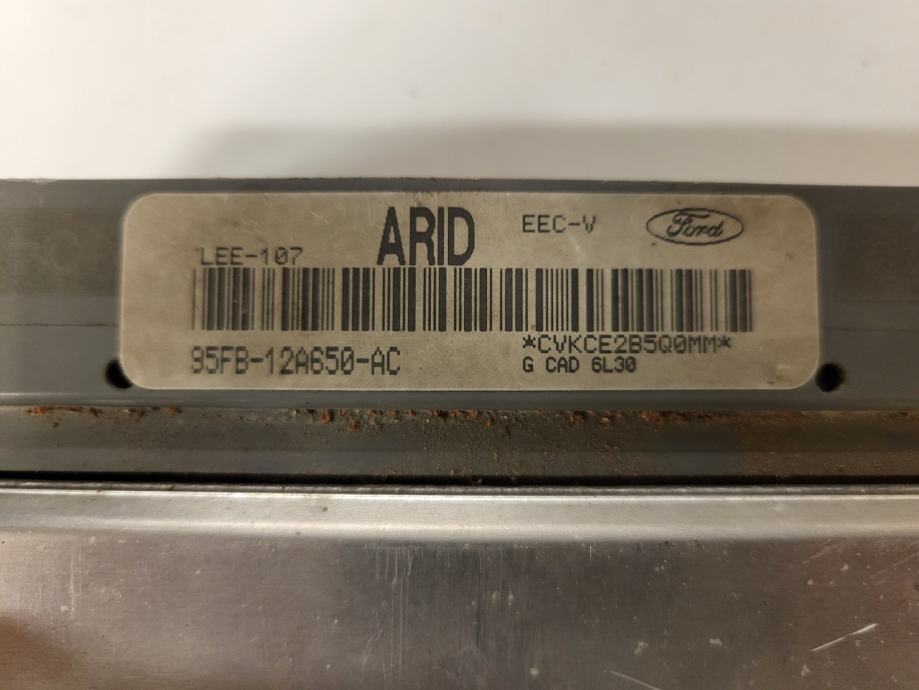 ARID EEC-V Ford
LEE-107
*CVKCE2B5Q0MM*
95FB-12A650-AC G CAD 6L30